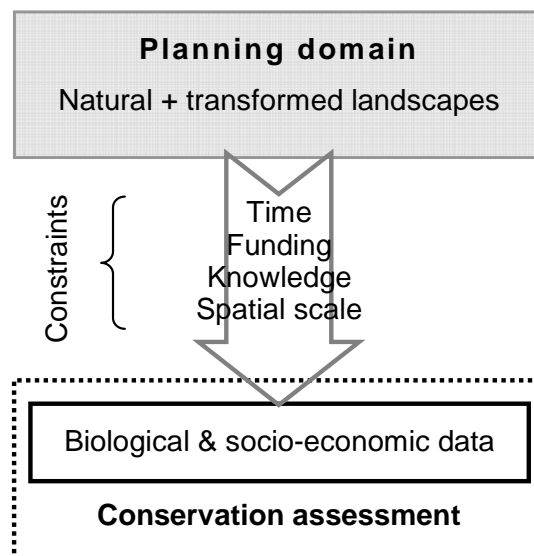 Planning domain
Natural + transformed landscapes
Constraints
Time
Funding
Knowledge
Spatial scale
Biological & socio-economic data
Conservation assessment